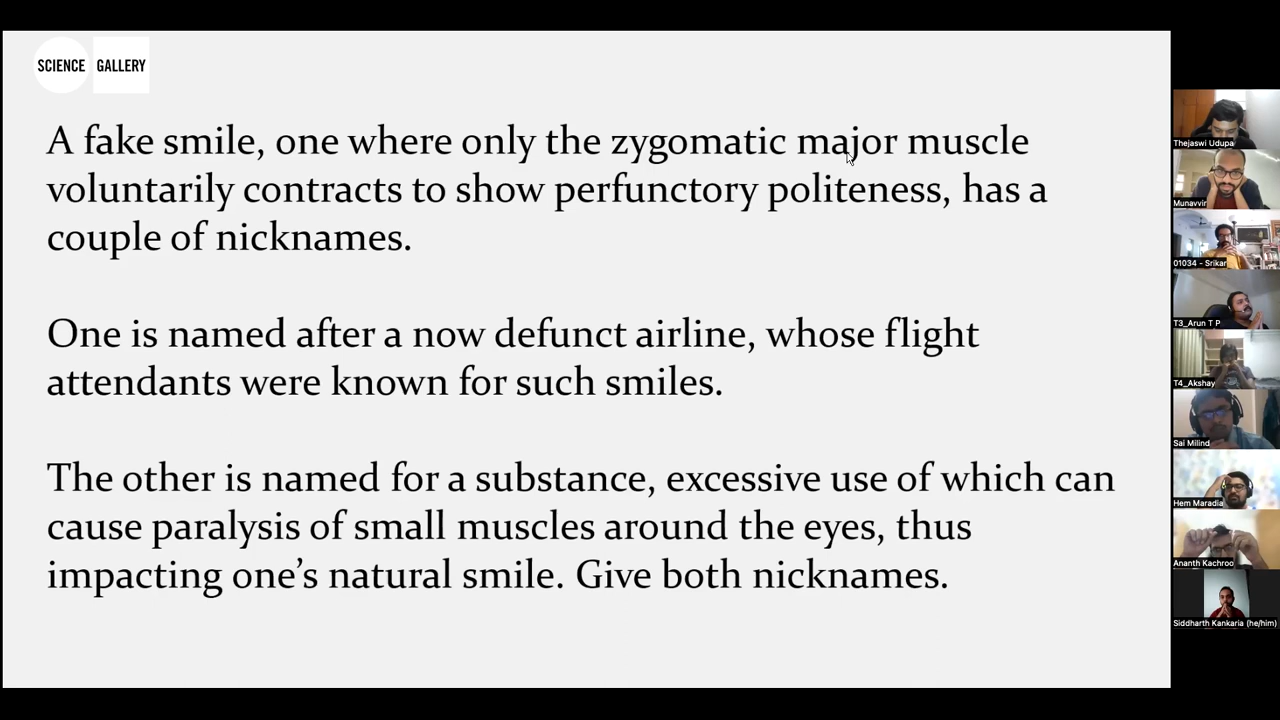 SCIENCE GALLERY
A fake smile, one where only the zygomatic major muscle
voluntarily contracts to show perfunctory politeness, has a
couple of nicknames.
One is named after a now defunct airline, whose flight
attendants were known for such smiles.
The other is named for a substance, excessive use of which can
cause paralysis of small muscles around the eyes, thus
impacting one's natural smile. Give both nicknames.
Thejaswi Udupa
Munavvir
01034 - Srikar
T3_Arun T P
T4_Akshay
Sai Milind
Hem Maradia
Ananth Kachroo
Siddharth Kankaria (he/him)